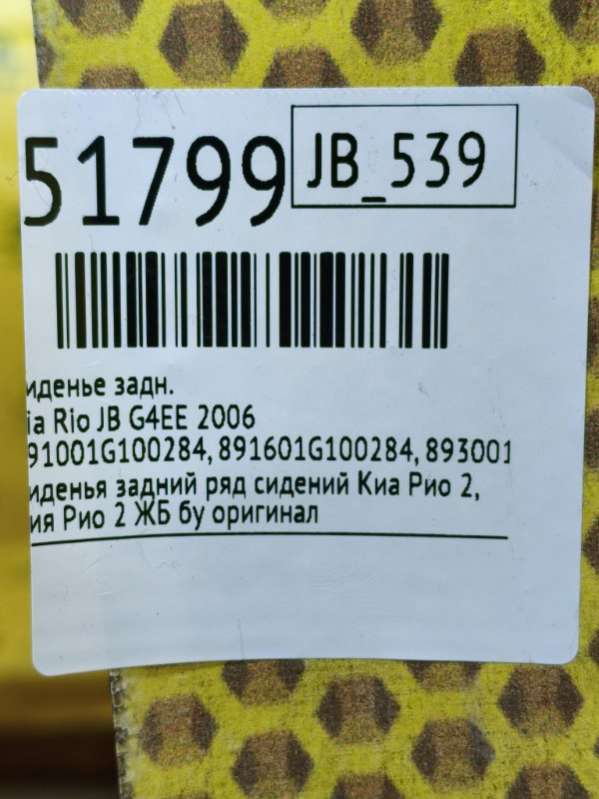 51799
JB_539
иденье задн.
ia Rio JB G4EE 2006
91001G100284, 891601G100284, 893001
иденья задний ряд сидений Киа Рио 2,
ия Рио 2 ЖБ бу оригинал